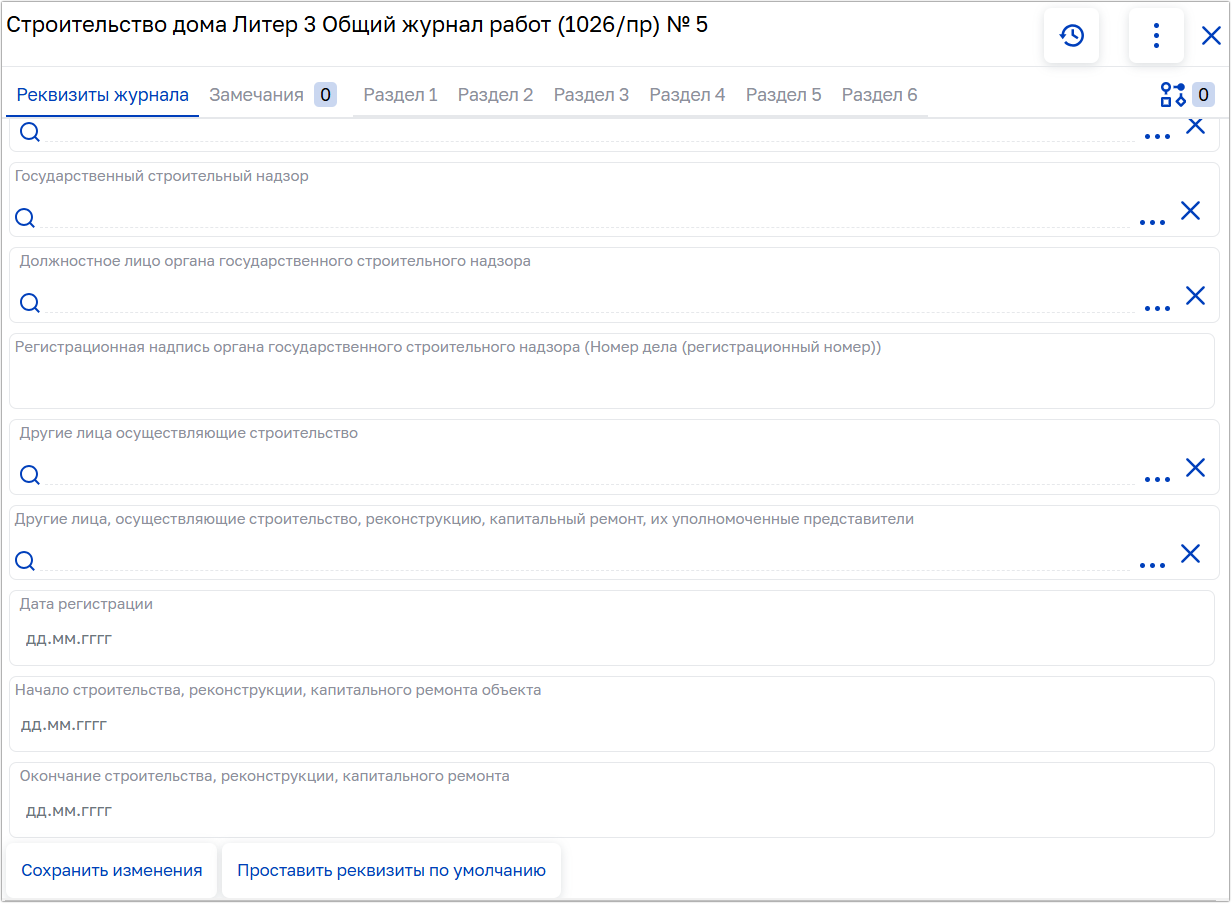 Строительство дома Литер 3 Общий журнал работ (1026/пр) № 5
Реквизиты журнала Замечания 0 Раздел 1 Раздел 2 Раздел 3 Раздел 4 Раздел 5 Раздел 6 0
Государственный строительный надзор
Должностное лицо органа государственного строительного надзора
Регистрационная надпись органа государственного строительного надзора (Номер дела (регистрационный номер))
Другие лица осуществляющие строительство
Другие лица, осуществляющие строительство, реконструкцию, капитальный ремонт, их уполномоченные представители
Дата регистрации
дд.мм.гггг
Начало строительства, реконструкции, капитального ремонта объекта
дд.мм.гггг
Окончание строительства, реконструкции, капитального ремонта
дд.мм.гггг
Сохранить изменения Проставить реквизиты по умолчанию